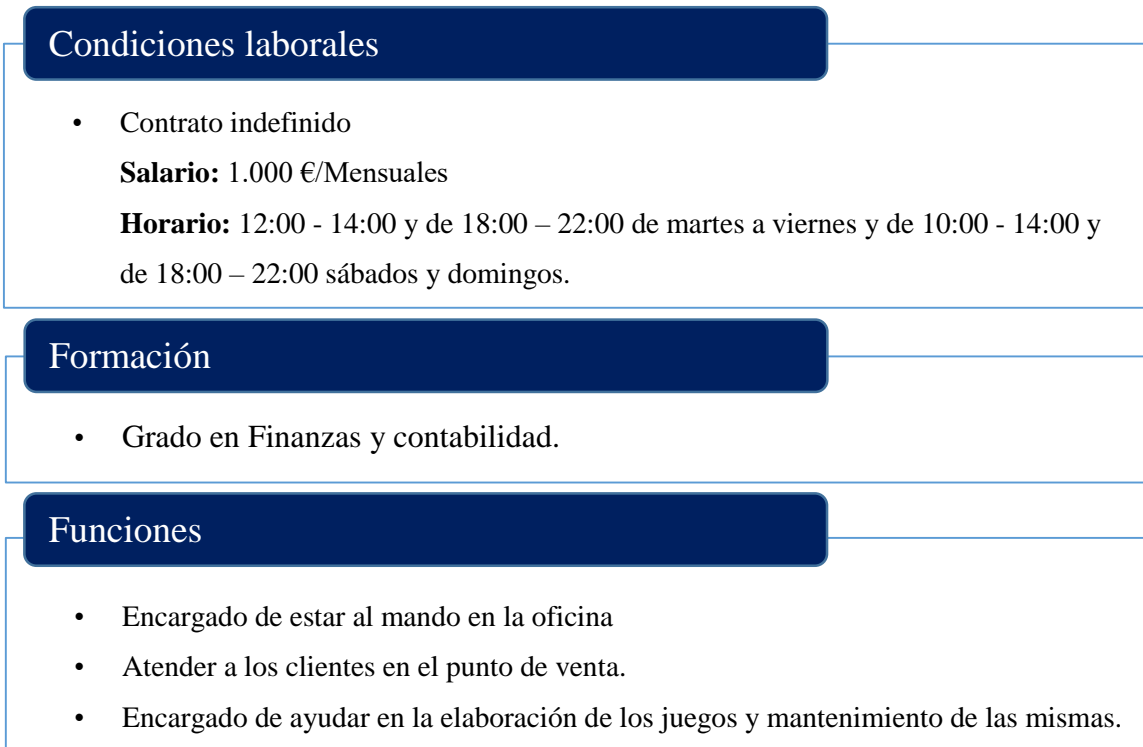 Condiciones laborales
• Contrato indefinido
Salario: 1.000 €/Mensuales
Horario: 12:00 - 14:00 y de 18:00 – 22:00 de martes a viernes y de 10:00 - 14:00 y
de 18:00 – 22:00 sábados y domingos.
Formación
• Grado en Finanzas y contabilidad.
Funciones
• Encargado de estar al mando en la oficina
• Atender a los clientes en el punto de venta.
• Encargado de ayudar en la elaboración de los juegos y mantenimiento de las mismas.